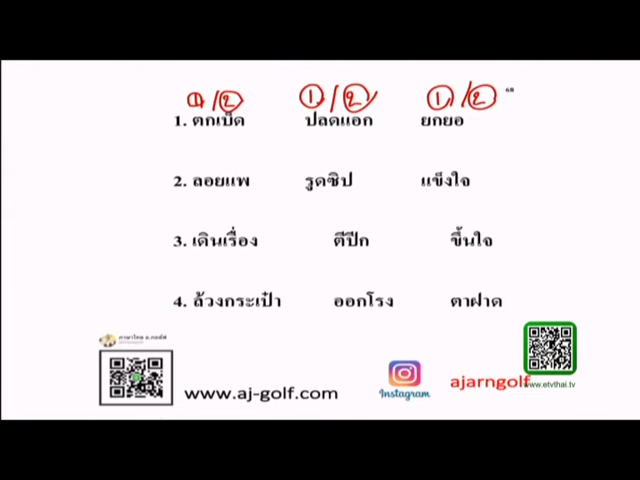 1/2 1/2 1/2
1. ตกเบ็ด ปลดแอก ยกยอ
2. ลอยแพ รูดซิป แข็งใจ
3. เดินเรื่อง ตีปีก ขึ้นใจ
4. ล้วงกระเป๋า ออกโรง ตาฝาด
www.aj-golf.com
Instagram
ajarngolf
www.etvthai.tv